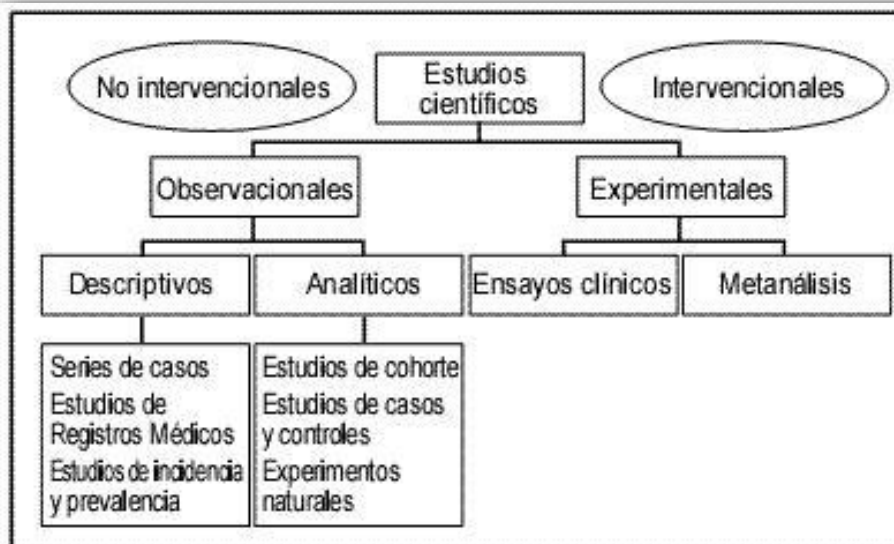 No intervencionales
Estudios
científicos
Intervencionales
Observacionales
Experimentales
Descriptivos
Analíticos
Ensayos clínicos
Metanálisis
Series de casos
Estudios de
Registros Médicos
Estudios de incidencia
y prevalencia
Estudios de cohorte
Estudios de casos
y controles
Experimentos
naturales